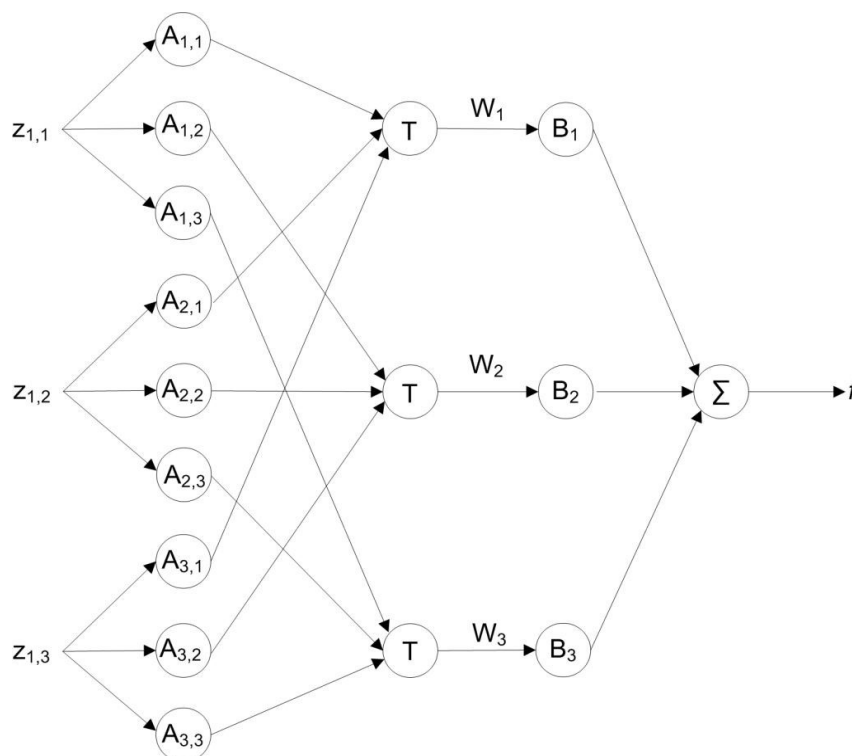 A1,1
z1,1
A1,2
T
W1
B1
A1,3
A2,1
z1,2
A2,2
T
W2
B2
Σ
A2,3
A3,1
z1,3
A3,2
T
W3
B3
A3,3